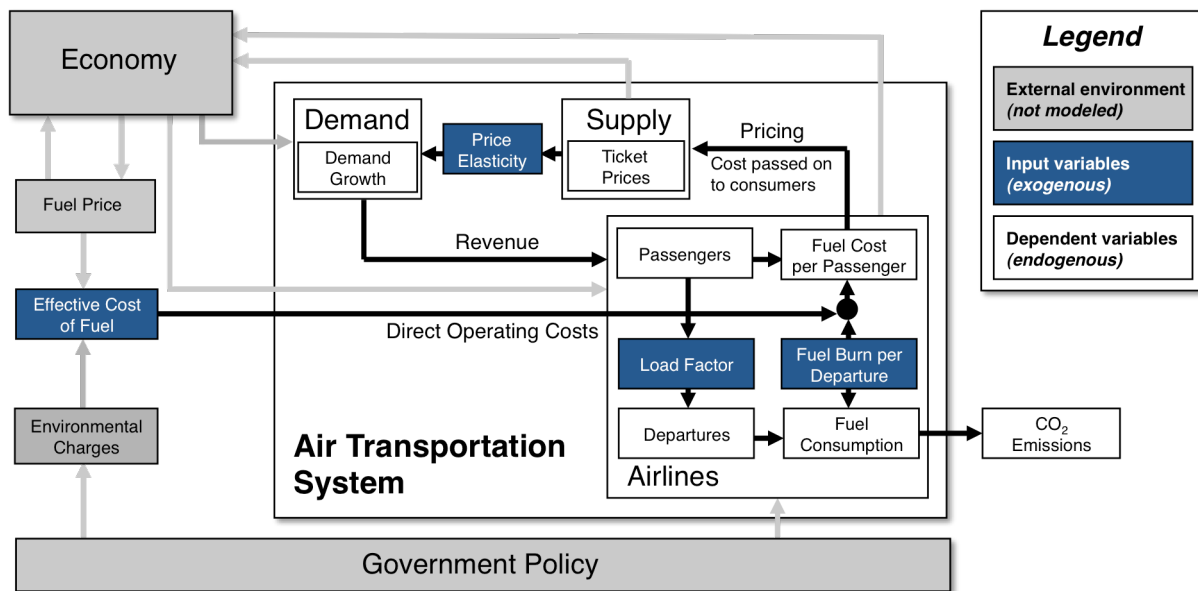 Economy
Legend
External environment
(not modeled)
Input variables
(exogenous)
Dependent variables
(endogenous)
Demand
Demand
Growth
Price
Elasticity
Supply
Ticket
Prices
Pricing
Cost passed on
to consumers
Fuel Price
Revenue
Passengers
Fuel Cost
per Passenger
Effective Cost
of Fuel
Direct Operating Costs
Load Factor
Fuel Burn per
Departure
Environmental
Charges
Air Transportation
System
Departures
Fuel
Consumption
CO₂
Emissions
Airlines
Government Policy